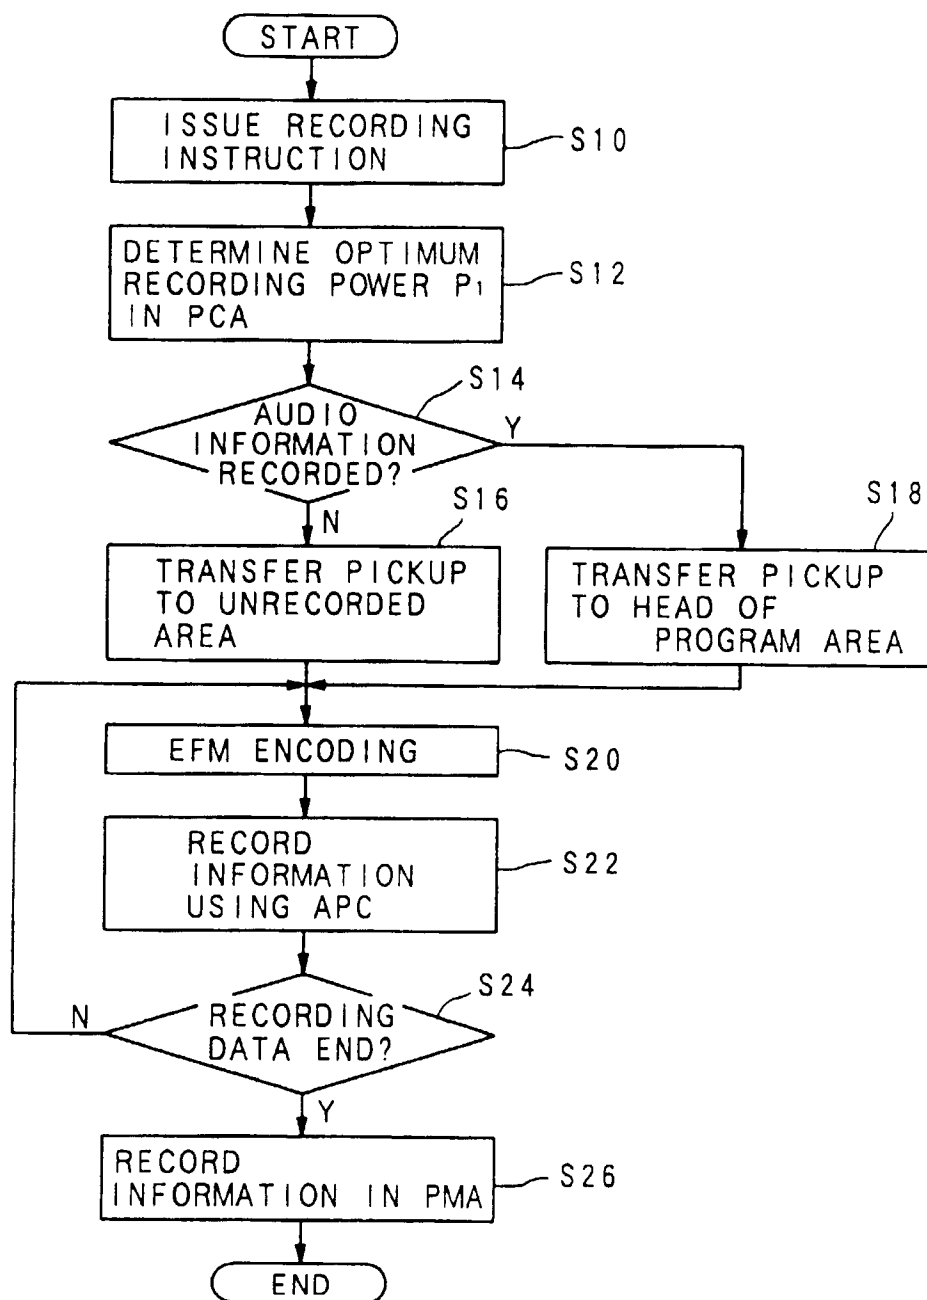 START
ISSUE RECORDING
INSTRUCTION
S10
DETERMINE OPTIMUM
RECORDING POWER P1
IN PCA
S12
S14
AUDIO
INFORMATION
RECORDED?
Y
N
S16
S18
TRANSFER PICKUP
TO UNRECORDED
AREA
TRANSFER PICKUP
TO HEAD OF
PROGRAM AREA
EFM ENCODING
S20
RECORD
INFORMATION
USING APC
S22
S24
RECORDING
DATA END?
N
Y
RECORD
INFORMATION IN PMA
S26
END